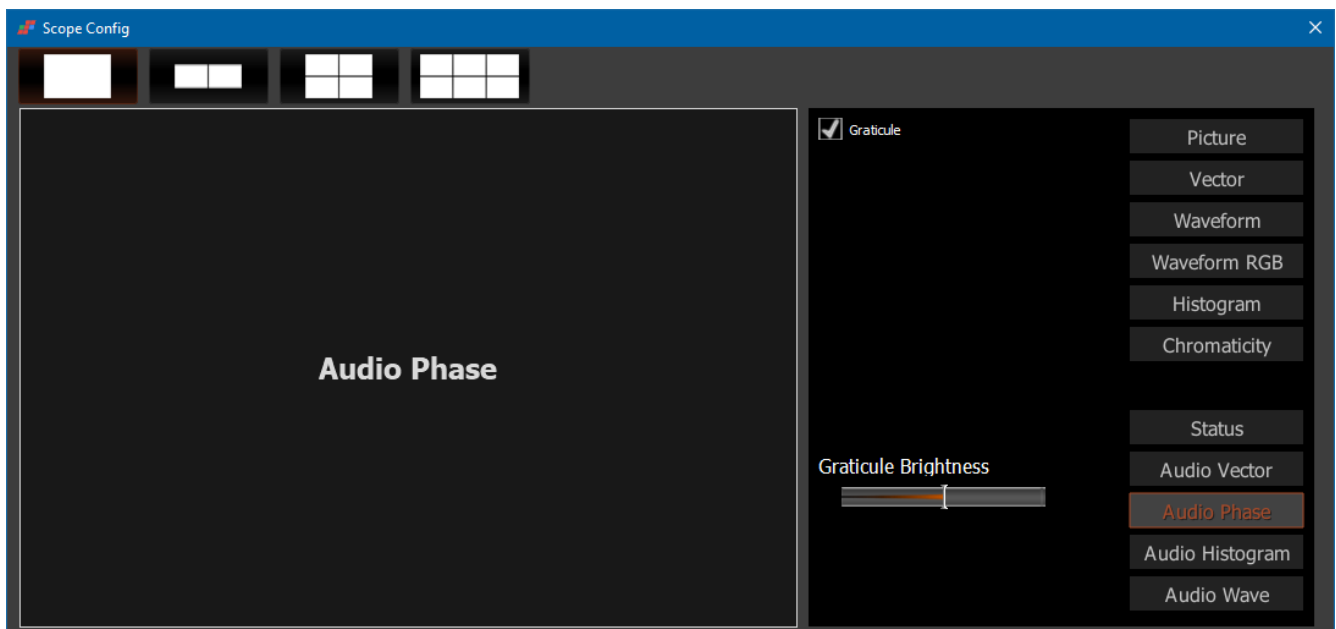 Scope Config
Graticule
Picture
Vector
Waveform
Waveform RGB
Histogram
Chromaticity
Audio Phase
Status
Graticule Brightness
Audio Vector
Audio Phase
Audio Histogram
Audio Wave